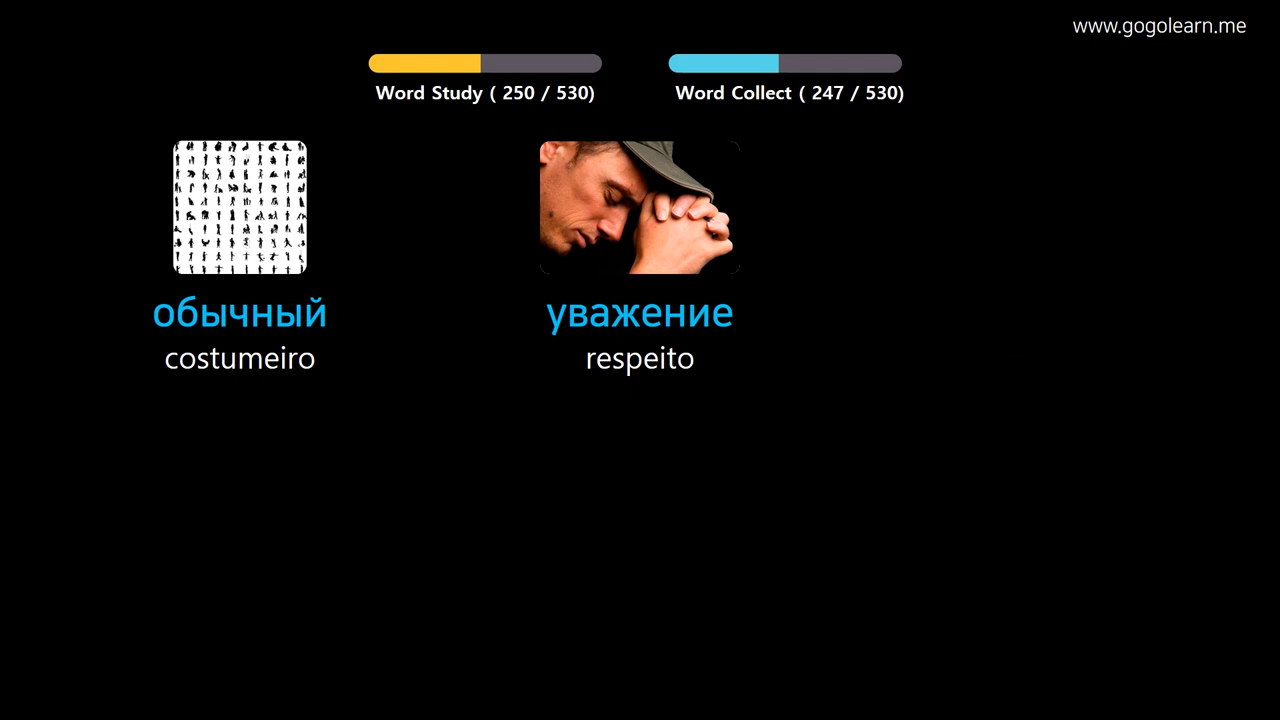 www.gogolearn.me
Word Study ( 250 / 530)
Word Collect ( 247 / 530)
обычный
costumeiro
уважение
respeito